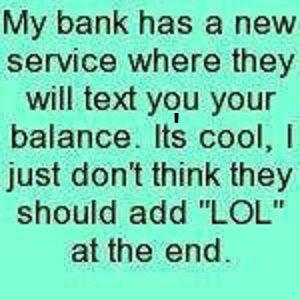 My bank has a new
service where they
will text you your
balance. Its cool, I
just don't think they
should add "LOL"
at the end.